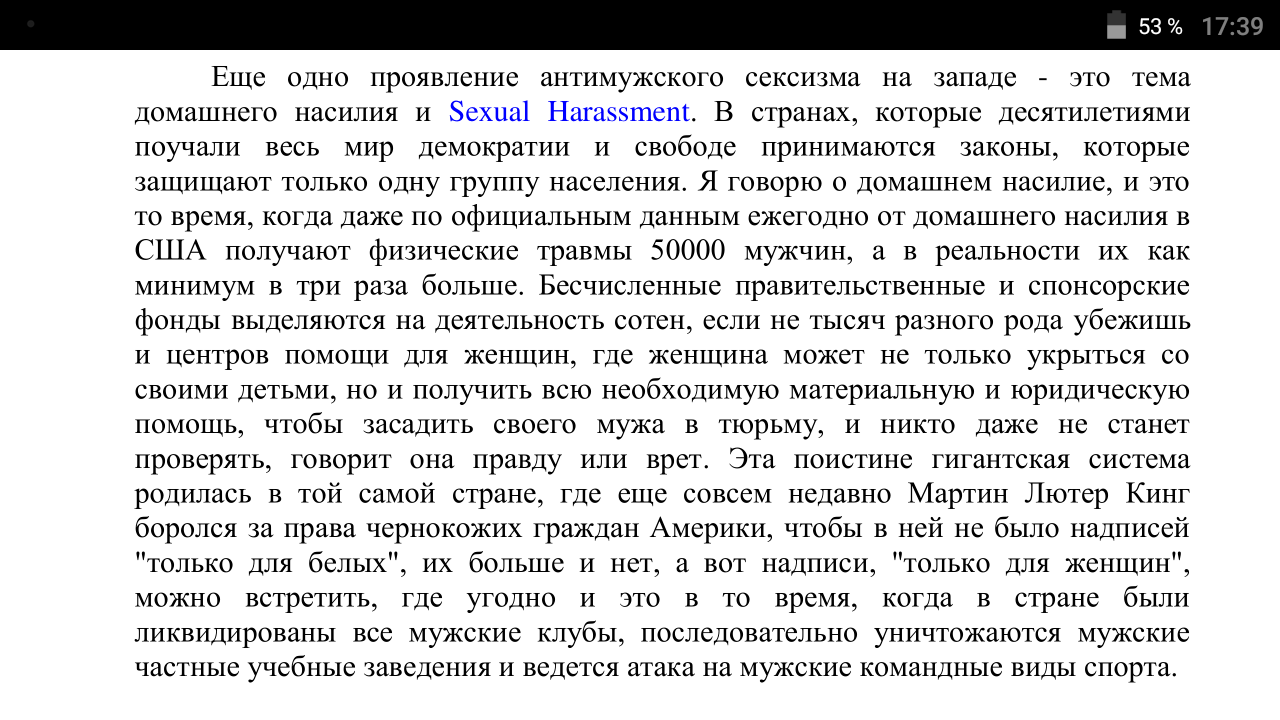 53 % 17:39
Еще одно проявление антимужского сексизма на западе - это тема
домашнего насилия и Sexual Harassment. В странах, которые десятилетиями
поучали весь мир демократии и свободе принимаются законы, которые
защищают только одну группу населения. Я говорю о домашнем насилие, и это
то время, когда даже по официальным данным ежегодно от домашнего насилия в
США получают физические травмы 50000 мужчин, а в реальности их как
минимум в три раза больше. Бесчисленные правительственные и спонсорские
фонды выделяются на деятельность сотен, если не тысяч разного рода убежишь
и центров помощи для женщин, где женщина может не только укрыться со
своими детьми, но и получить всю необходимую материальную и юридическую
помощь, чтобы засадить своего мужа в тюрьму, и никто даже не станет
проверять, говорит она правду или врет. Эта поистине гигантская система
родилась в той самой стране, где еще совсем недавно Мартин Лютер Кинг
боролся за права чернокожих граждан Америки, чтобы в ней не было надписей
"только для белых", их больше и нет, а вот надписи, "только для женщин",
можно встретить, где угодно и это в то время, когда в стране были
ликвидированы все мужские клубы, последовательно уничтожаются мужские
частные учебные заведения и ведется атака на мужские командные виды спорта.